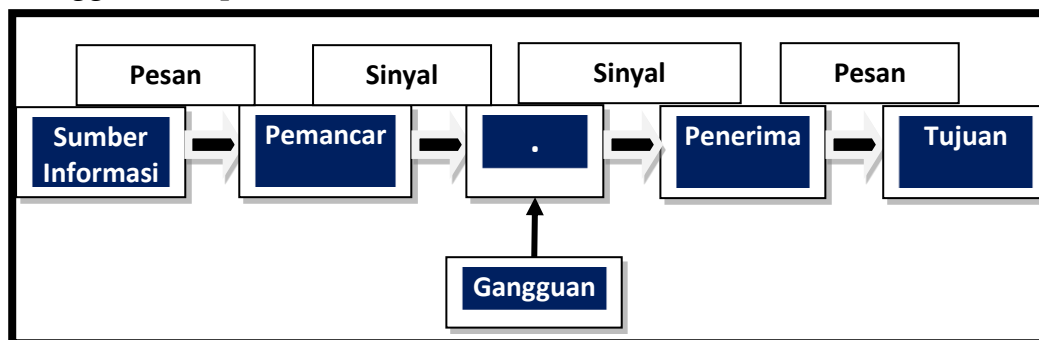 Pesan
Sinyal
Sinyal
Pesan
Sumber
Informasi
Pemancar
.
Penerima
Tujuan
Gangguan